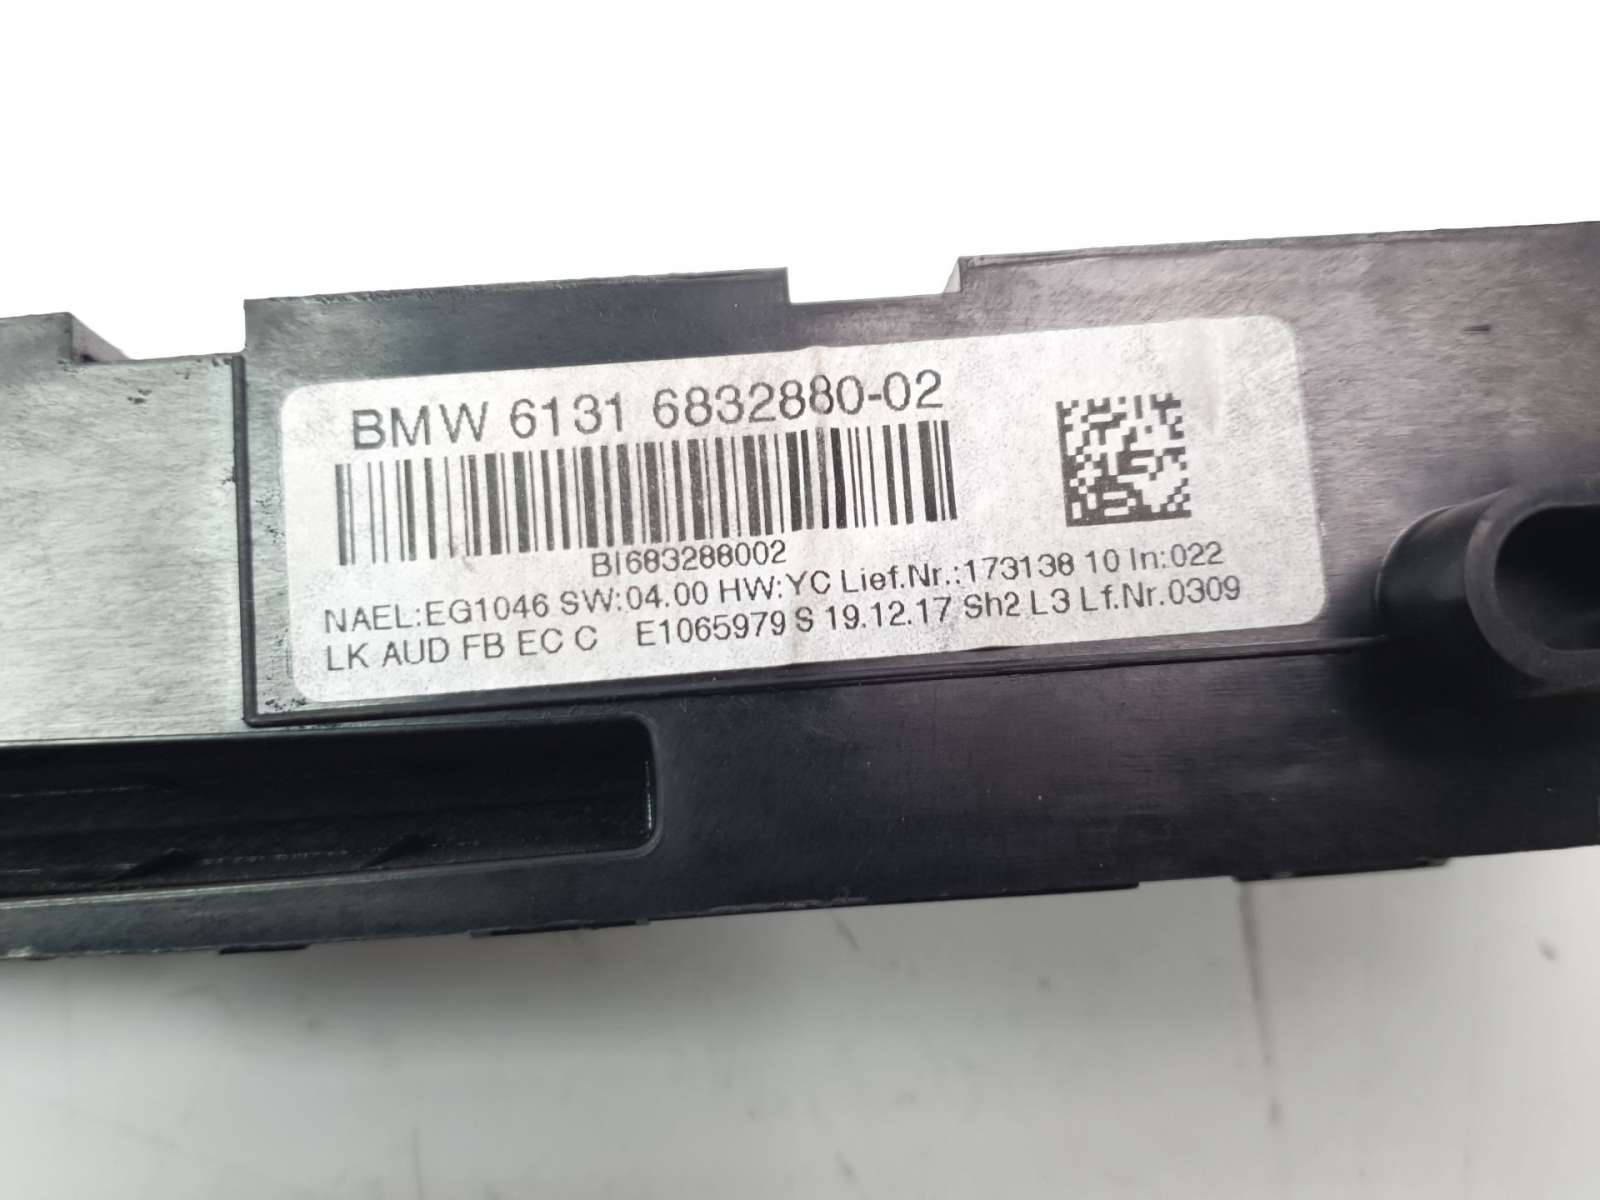 BMW 6131 6832880-02
BI683288002
NAEL:EG1046 SW:04.00 HW:YC Lief.Nr.:173138 10 In:022
LK AUD FB EC C E1065979 S 19.12.17 Sh2 L3 Lf.Nr.0309